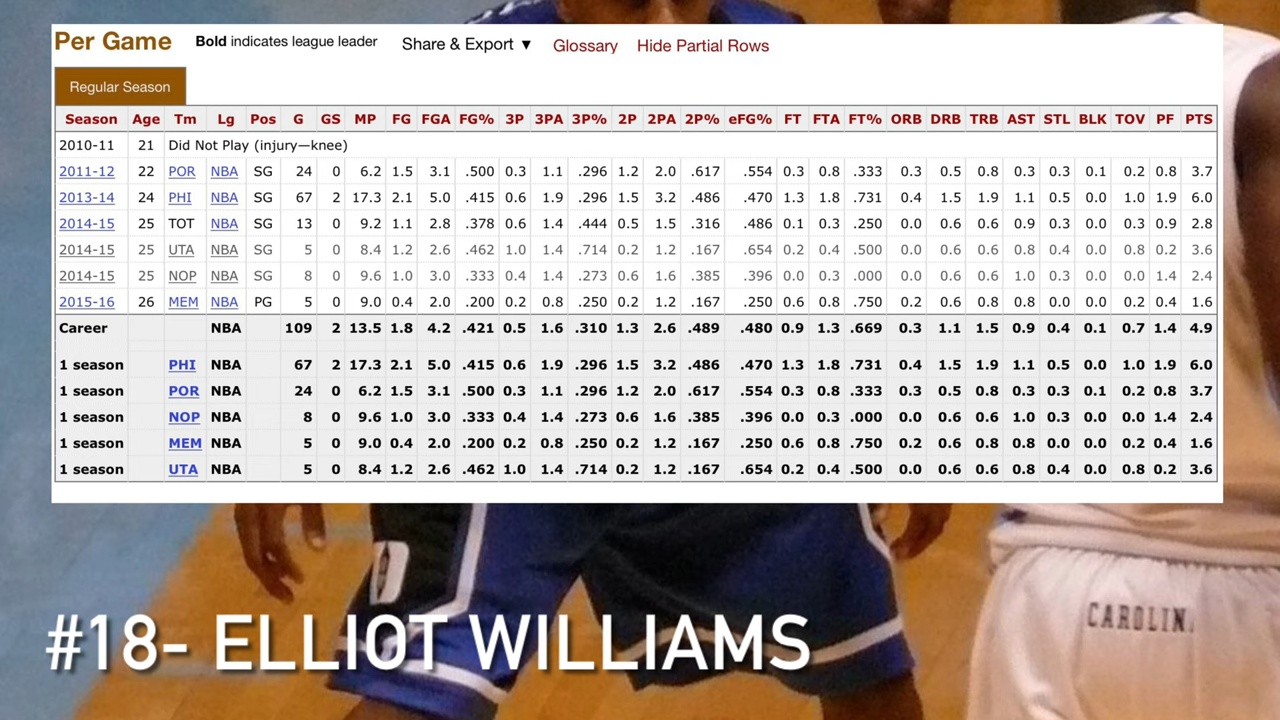 Per Game Bold indicates league leader Share & Export ▼ Glossary Hide Partial Rows
Regular Season
Season Age Tm Lg Pos G GS MP FG FGA FG% 3P 3PA 3P% 2P 2PA 2P% eFG% FT FTA FT% ORB DRB TRB AST STL BLK TOV PF PTS
2010-11 21 Did Not Play (injury—knee)
2011-12 22 POR NBA SG 24 0 6.2 1.5 3.1 .500 0.3 1.1 .296 1.2 2.0 .617 .554 0.3 0.8 .333 0.3 0.5 0.8 0.3 0.3 0.1 0.2 0.8 3.7
2013-14 24 PHI NBA SG 67 2 17.3 2.1 5.0 .415 0.6 1.9 .296 1.5 3.2 .486 .470 1.3 1.8 .731 0.4 1.5 1.9 1.1 0.5 0.0 1.0 1.9 6.0
2014-15 25 TOT NBA SG 13 0 9.2 1.1 2.8 .378 0.6 1.4 .444 0.5 1.5 .316 .486 0.1 0.3 .250 0.0 0.6 0.6 0.9 0.3 0.0 0.3 0.9 2.8
2014-15 25 UTA NBA SG 5 0 8.4 1.2 2.6 .462 1.0 1.4 .714 0.2 1.2 .167 .654 0.2 0.4 .500 0.0 0.6 0.6 0.8 0.4 0.0 0.8 0.2 3.6
2014-15 25 NOP NBA SG 8 0 9.6 1.0 3.0 .333 0.4 1.4 .273 0.6 1.6 .385 .396 0.0 0.3 .000 0.0 0.6 0.6 1.0 0.3 0.0 0.0 1.4 2.4
2015-16 26 MEM NBA PG 5 0 9.0 0.4 2.0 .200 0.2 0.8 .250 0.2 1.2 .167 .250 0.6 0.8 .750 0.2 0.6 0.8 0.8 0.0 0.0 0.2 0.4 1.6
Career NBA 109 2 13.5 1.8 4.2 .421 0.5 1.6 .310 1.3 2.6 .489 .480 0.9 1.3 .669 0.3 1.1 1.5 0.9 0.4 0.1 0.7 1.4 4.9
1 season PHI NBA 67 2 17.3 2.1 5.0 .415 0.6 1.9 .296 1.5 3.2 .486 .470 1.3 1.8 .731 0.4 1.5 1.9 1.1 0.5 0.0 1.0 1.9 6.0
1 season POR NBA 24 0 6.2 1.5 3.1 .500 0.3 1.1 .296 1.2 2.0 .617 .554 0.3 0.8 .333 0.3 0.5 0.8 0.3 0.3 0.1 0.2 0.8 3.7
1 season NOP NBA 8 0 9.6 1.0 3.0 .333 0.4 1.4 .273 0.6 1.6 .385 .396 0.0 0.3 .000 0.0 0.6 0.6 1.0 0.3 0.0 0.0 1.4 2.4
1 season MEM NBA 5 0 9.0 0.4 2.0 .200 0.2 0.8 .250 0.2 1.2 .167 .250 0.6 0.8 .750 0.2 0.6 0.8 0.8 0.0 0.0 0.2 0.4 1.6
1 season UTA NBA 5 0 8.4 1.2 2.6 .462 1.0 1.4 .714 0.2 1.2 .167 .654 0.2 0.4 .500 0.0 0.6 0.6 0.8 0.4 0.0 0.8 0.2 3.6
CAROLIN
#18- ELLIOT WILLIAMS